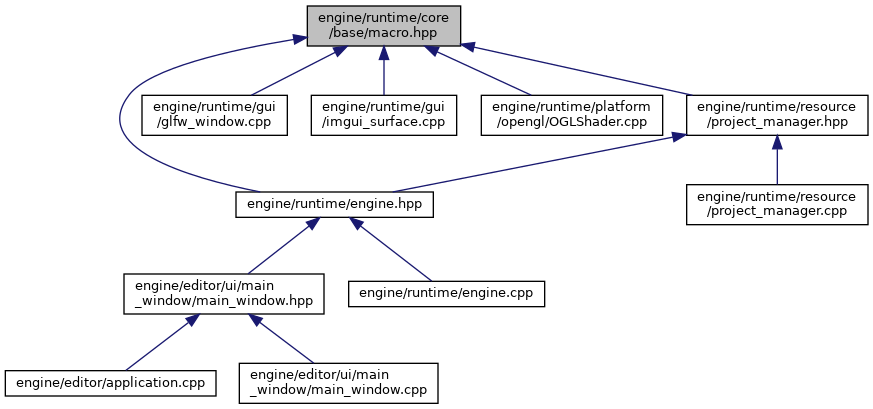 engine/runtime/core
/base/macro.hpp
engine/runtime/gui
/glfw_window.cpp
engine/runtime/gui
/imgui_surface.cpp
engine/runtime/platform
/opengl/OGLShader.cpp
engine/runtime/resource
/project_manager.hpp
engine/runtime/engine.hpp
engine/runtime/resource
/project_manager.cpp
engine/editor/ui/main
_window/main_window.hpp
engine/runtime/engine.cpp
engine/editor/application.cpp
engine/editor/ui/main
_window/main_window.cpp